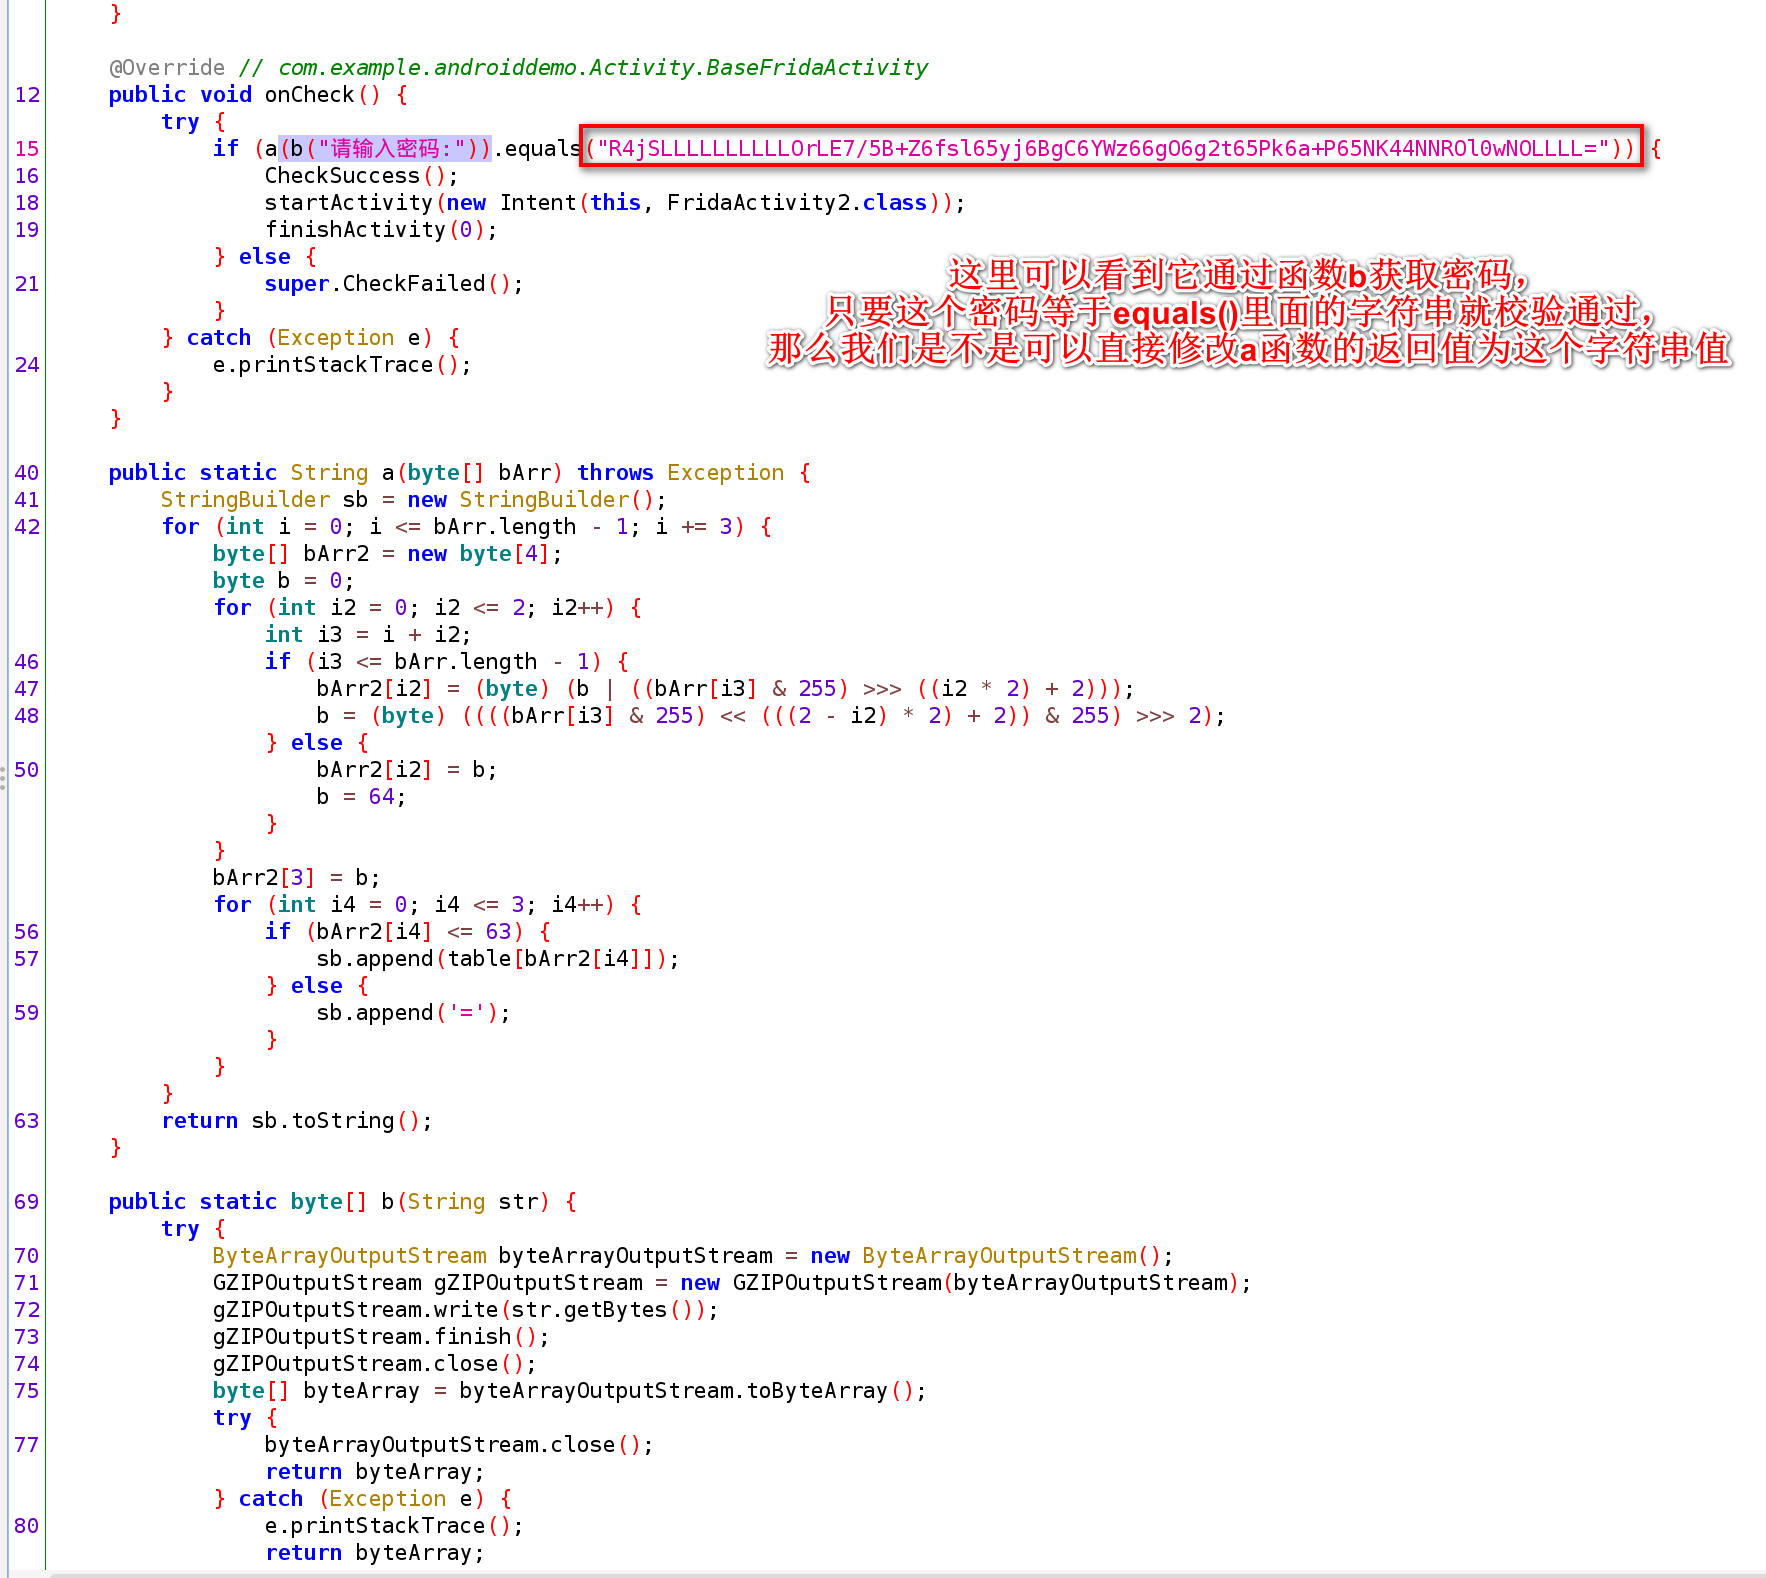 }
@Override // com.example.androiddemo.Activity.BaseFridaActivity
12 public void onCheck() {
try {
15 if (a(b("请输入密码:")).equals("R4jSLLLLLLLLLLOrLE7/5B+Z6fsl65yj6BgC6YWz66gO6g2t65Pk6a+P65NK44NNROl0wNOLLLL=")) {
16 CheckSuccess();
18 startActivity(new Intent(this, FridaActivity2.class));
19 finishActivity(0);
} else {
这里可以看到它通过函数b获取密码，
21 super.CheckFailed();
只要这个密码等于equals()里面的字符串就校验通过，
}
} catch (Exception e) {
那么我们是不是可以直接修改a函数的返回值为这个字符串值
24 e.printStackTrace();
}
}
40 public static String a(byte[] bArr) throws Exception {
41 StringBuilder sb = new StringBuilder();
42 for (int i = 0; i <= bArr.length - 1; i += 3) {
byte[] bArr2 = new byte[4];
byte b = 0;
for (int i2 = 0; i2 <= 2; i2++) {
int i3 = i + i2;
46 if (i3 <= bArr.length - 1) {
47 bArr2[i2] = (byte) (b | ((bArr[i3] & 255) >>> ((i2 * 2) + 2)));
48 b = (byte) ((((bArr[i3] & 255) << (((2 - i2) * 2) + 2)) & 255) >>> 2);
} else {
50 bArr2[i2] = b;
b = 64;
}
}
bArr2[3] = b;
for (int i4 = 0; i4 <= 3; i4++) {
56 if (bArr2[i4] <= 63) {
57 sb.append(table[bArr2[i4]]);
} else {
59 sb.append('=');
}
}
}
63 return sb.toString();
}
69 public static byte[] b(String str) {
try {
70 ByteArrayOutputStream byteArrayOutputStream = new ByteArrayOutputStream();
71 GZIPOutputStream gZIPOutputStream = new GZIPOutputStream(byteArrayOutputStream);
72 gZIPOutputStream.write(str.getBytes());
73 gZIPOutputStream.finish();
74 gZIPOutputStream.close();
75 byte[] byteArray = byteArrayOutputStream.toByteArray();
try {
77 byteArrayOutputStream.close();
return byteArray;
} catch (Exception e) {
80 e.printStackTrace();
return byteArray;